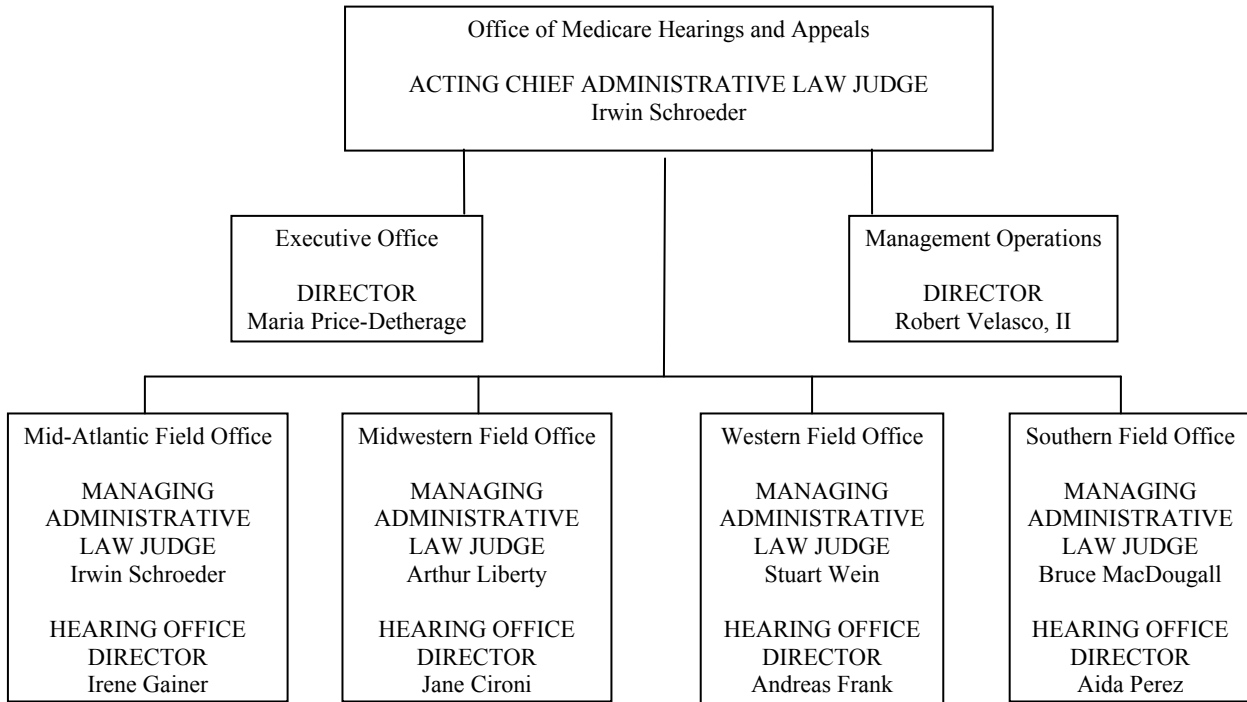 Office of Medicare Hearings and Appeals
ACTING CHIEF ADMINISTRATIVE LAW JUDGE
Irwin Schroeder
Executive Office
DIRECTOR
Maria Price-Detherage
Management Operations
DIRECTOR
Robert Velasco, II
Mid-Atlantic Field Office
MANAGING
ADMINISTRATIVE
LAW JUDGE
Irwin Schroeder
HEARING OFFICE
DIRECTOR
Irene Gainer
Midwestern Field Office
MANAGING
ADMINISTRATIVE
LAW JUDGE
Arthur Liberty
HEARING OFFICE
DIRECTOR
Jane Cironi
Western Field Office
MANAGING
ADMINISTRATIVE
LAW JUDGE
Stuart Wein
HEARING OFFICE
DIRECTOR
Andreas Frank
Southern Field Office
MANAGING
ADMINISTRATIVE
LAW JUDGE
Bruce MacDougall
HEARING OFFICE
DIRECTOR
Aida Perez